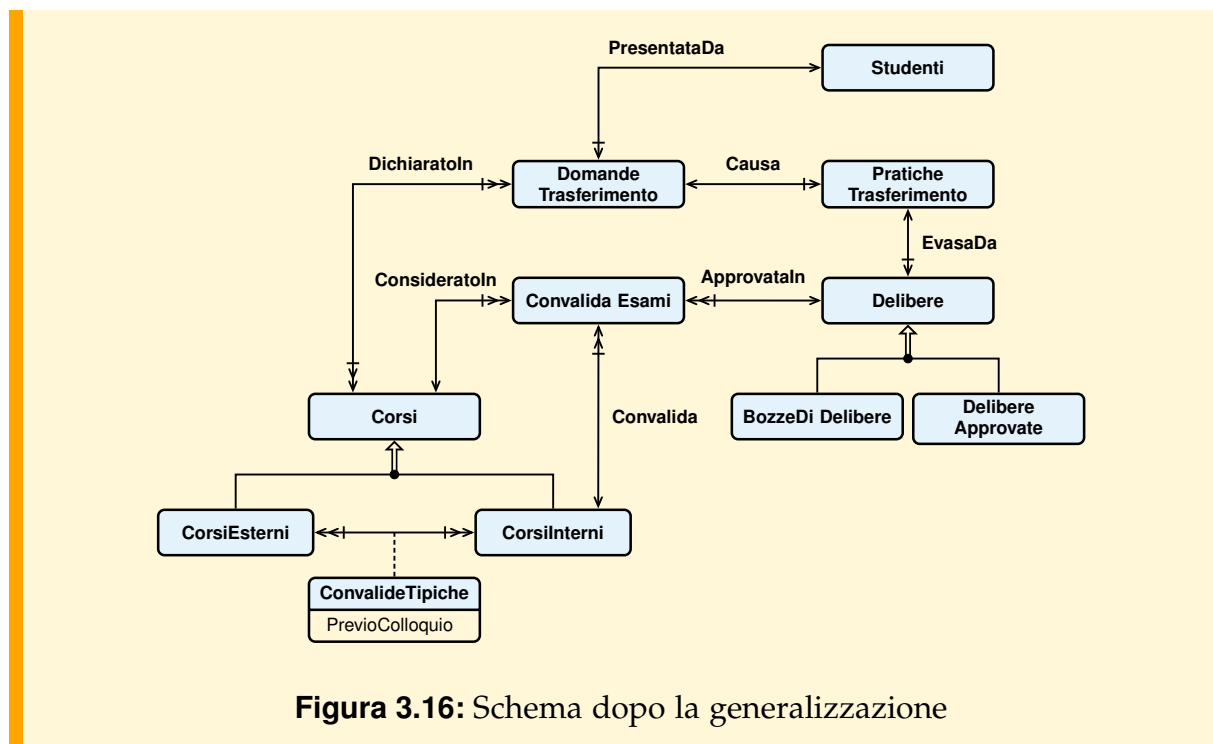 PresentataDa
Studenti
DichiaratoIn
Domande
Trasferimento
Causa
Pratiche
Trasferimento
EvasaDa
ConsideratoIn
Convalida Esami
ApprovataIn
Delibere
Corsi
Convalida
BozzeDi Delibere
Delibere
Approvate
CorsiEsterni
CorsiInterni
ConvalideTipiche
PrevioColloquio
Figura 3.16: Schema dopo la generalizzazione